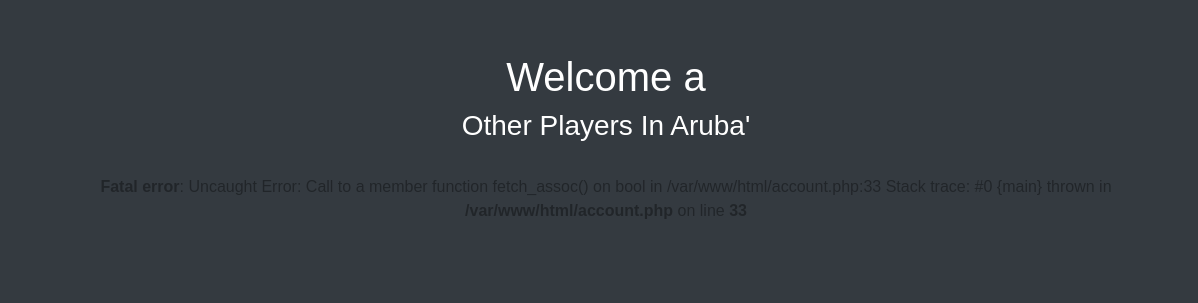 Welcome a
Other Players In Aruba'
Fatal error: Uncaught Error: Call to a member function fetch_assoc() on bool in /var/www/html/account.php:33 Stack trace: #0 {main} thrown in
/var/www/html/account.php on line 33